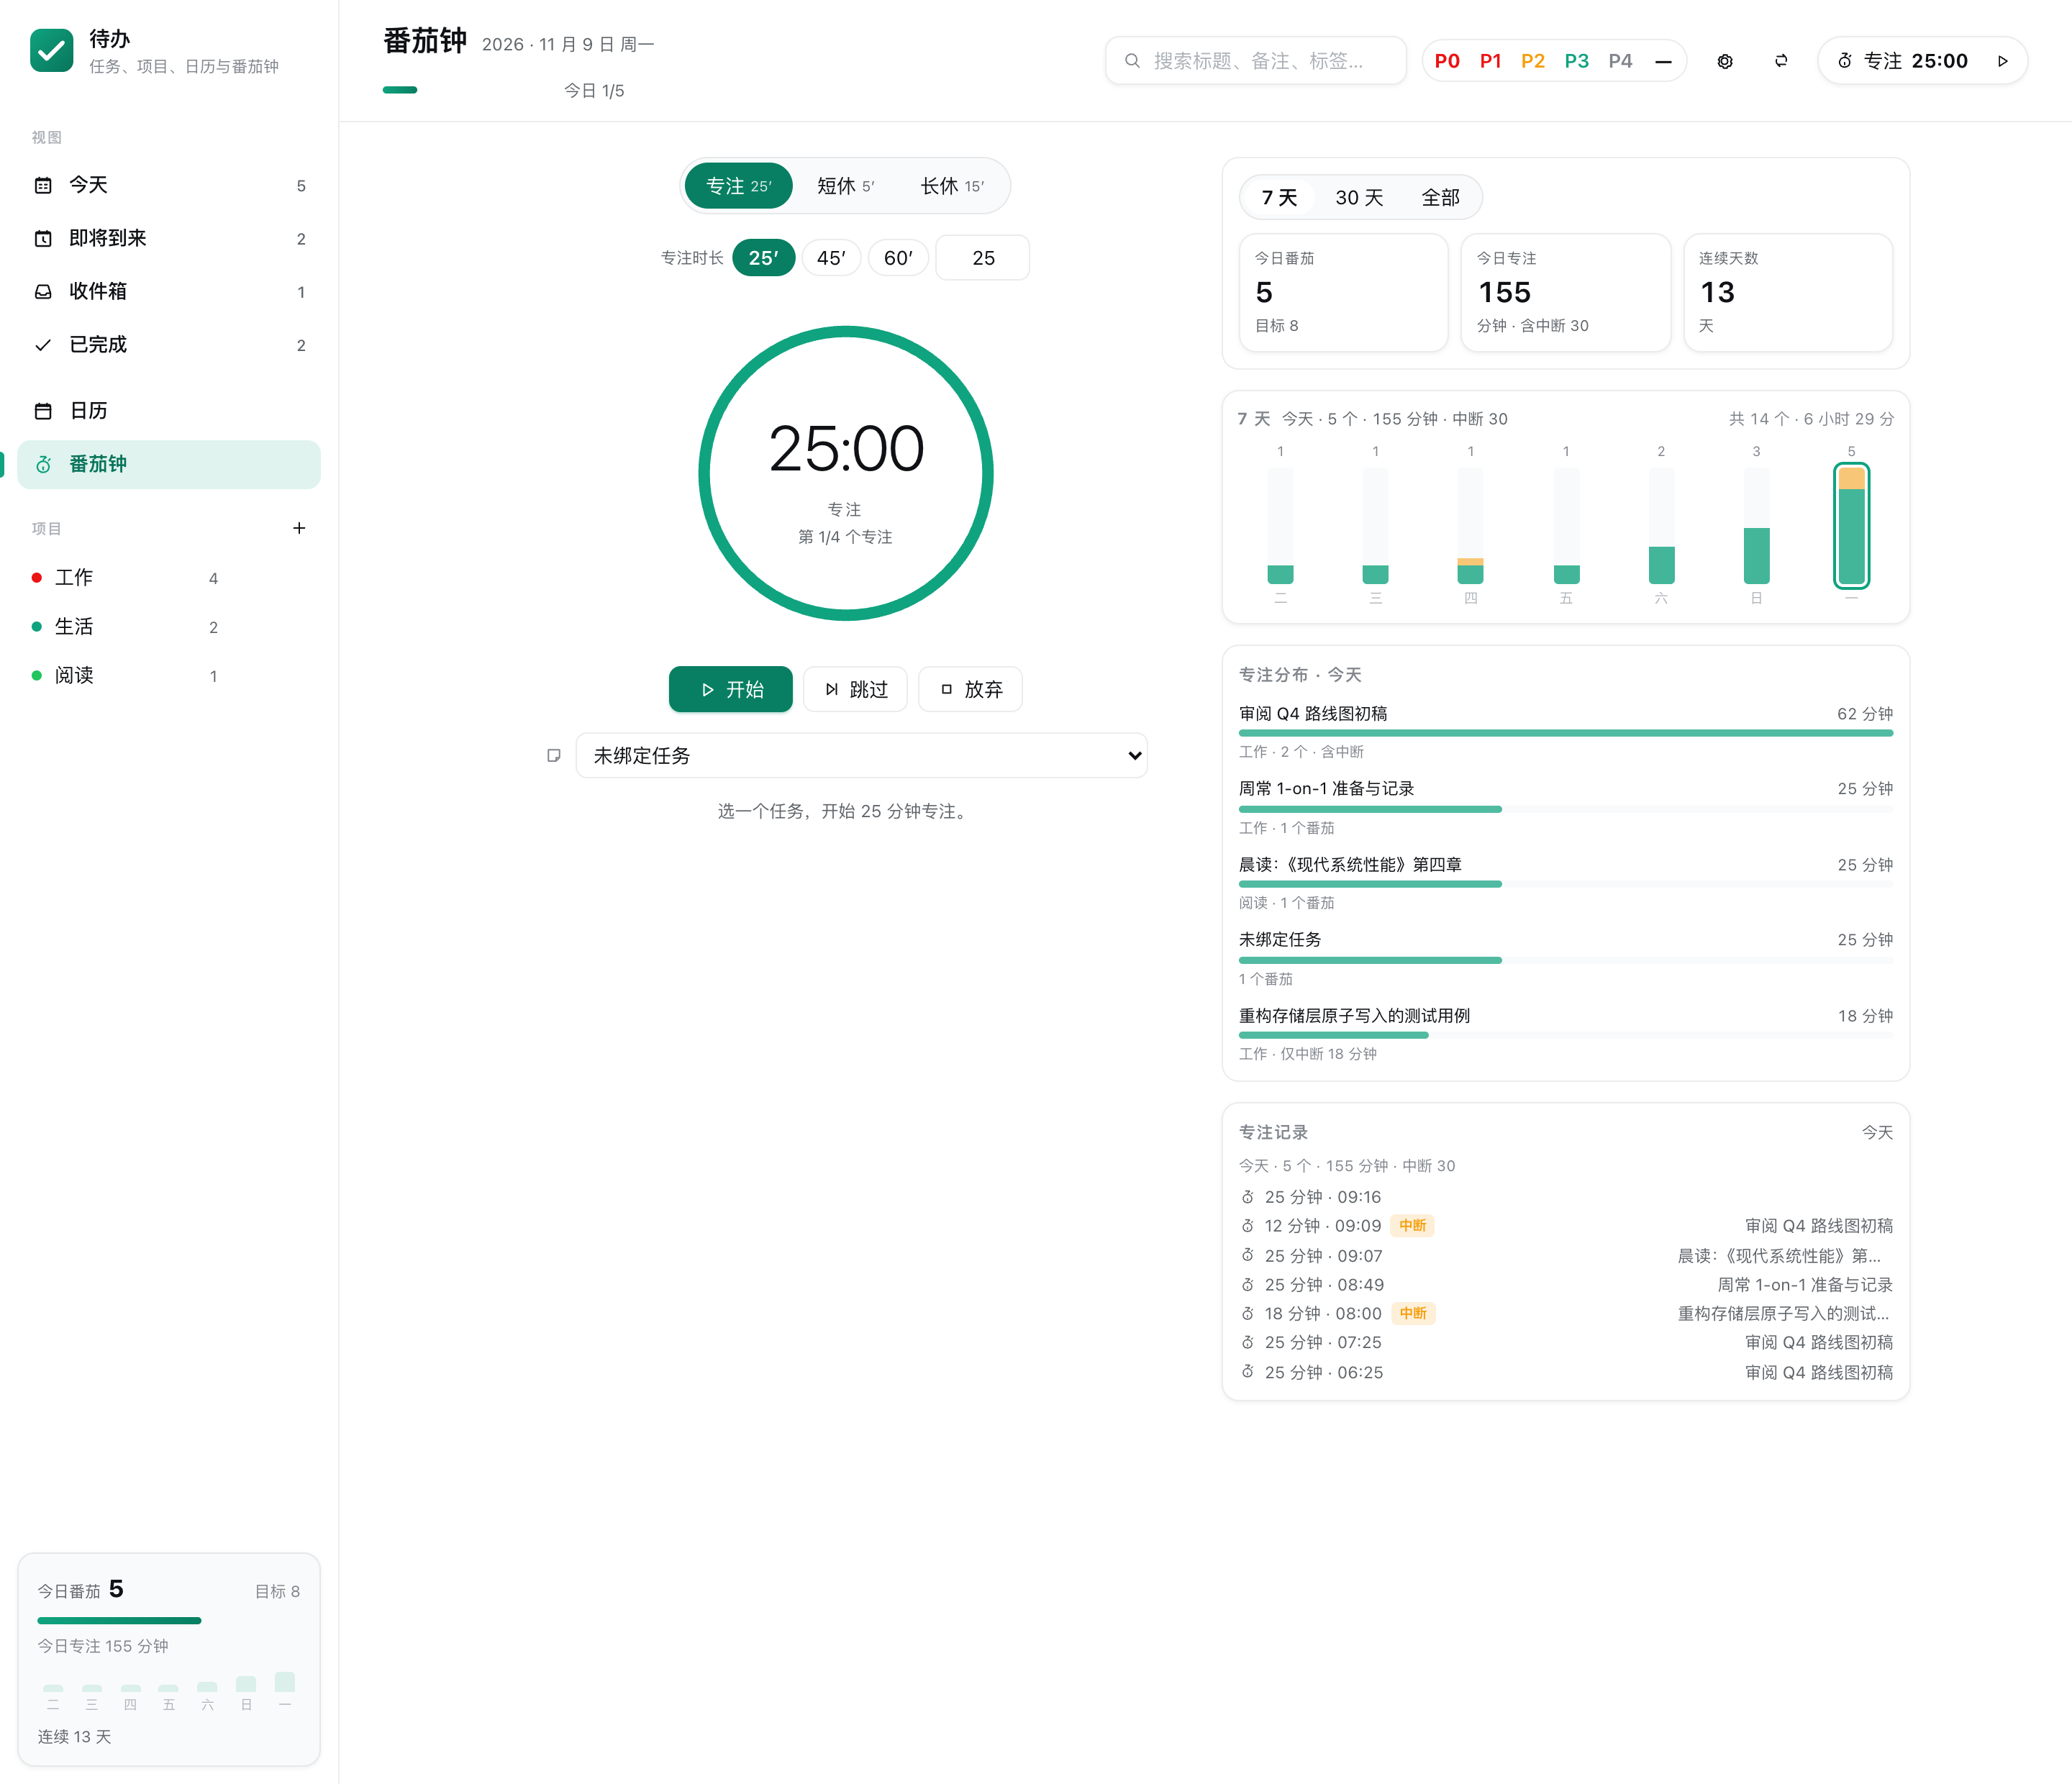 待办
任务、项目、日历与番茄钟
视图
今天 5
即将到来 2
收件箱 1
已完成 2
日历
番茄钟
项目 +
工作 4
生活 2
阅读 1
今日番茄 5 目标 8
今日专注 155 分钟
二 三 四 五 六 日 一
连续 13 天
番茄钟 2026 · 11 月 9 日 周一
今日 1/5
搜索标题、备注、标签...
P0 P1 P2 P3 P4 —
专注 25:00
专注 25′ 短休 5′ 长休 15′
专注时长 25′ 45′ 60′ 25
25:00
专注
第 1/4 个专注
开始 跳过 放弃
未绑定任务
选一个任务，开始 25 分钟专注。
7 天 30 天 全部
今日番茄
5
目标 8
今日专注
155
分钟 · 含中断 30
连续天数
13
天
7 天 今天 · 5 个 · 155 分钟 · 中断 30 共 14 个 · 6 小时 29 分
1 1 1 1 2 3 5
二 三 四 五 六 日 一
专注分布 · 今天
审阅 Q4 路线图初稿 62 分钟
工作 · 2 个 · 含中断
周常 1-on-1 准备与记录 25 分钟
工作 · 1 个番茄
晨读：《现代系统性能》第四章 25 分钟
阅读 · 1 个番茄
未绑定任务 25 分钟
1 个番茄
重构存储层原子写入的测试用例 18 分钟
工作 · 仅中断 18 分钟
专注记录 今天
今天 · 5 个 · 155 分钟 · 中断 30
25 分钟 · 09:16
12 分钟 · 09:09 中断 审阅 Q4 路线图初稿
25 分钟 · 09:07 晨读：《现代系统性能》第...
25 分钟 · 08:49 周常 1-on-1 准备与记录
18 分钟 · 08:00 中断 重构存储层原子写入的测试...
25 分钟 · 07:25 审阅 Q4 路线图初稿
25 分钟 · 06:25 审阅 Q4 路线图初稿